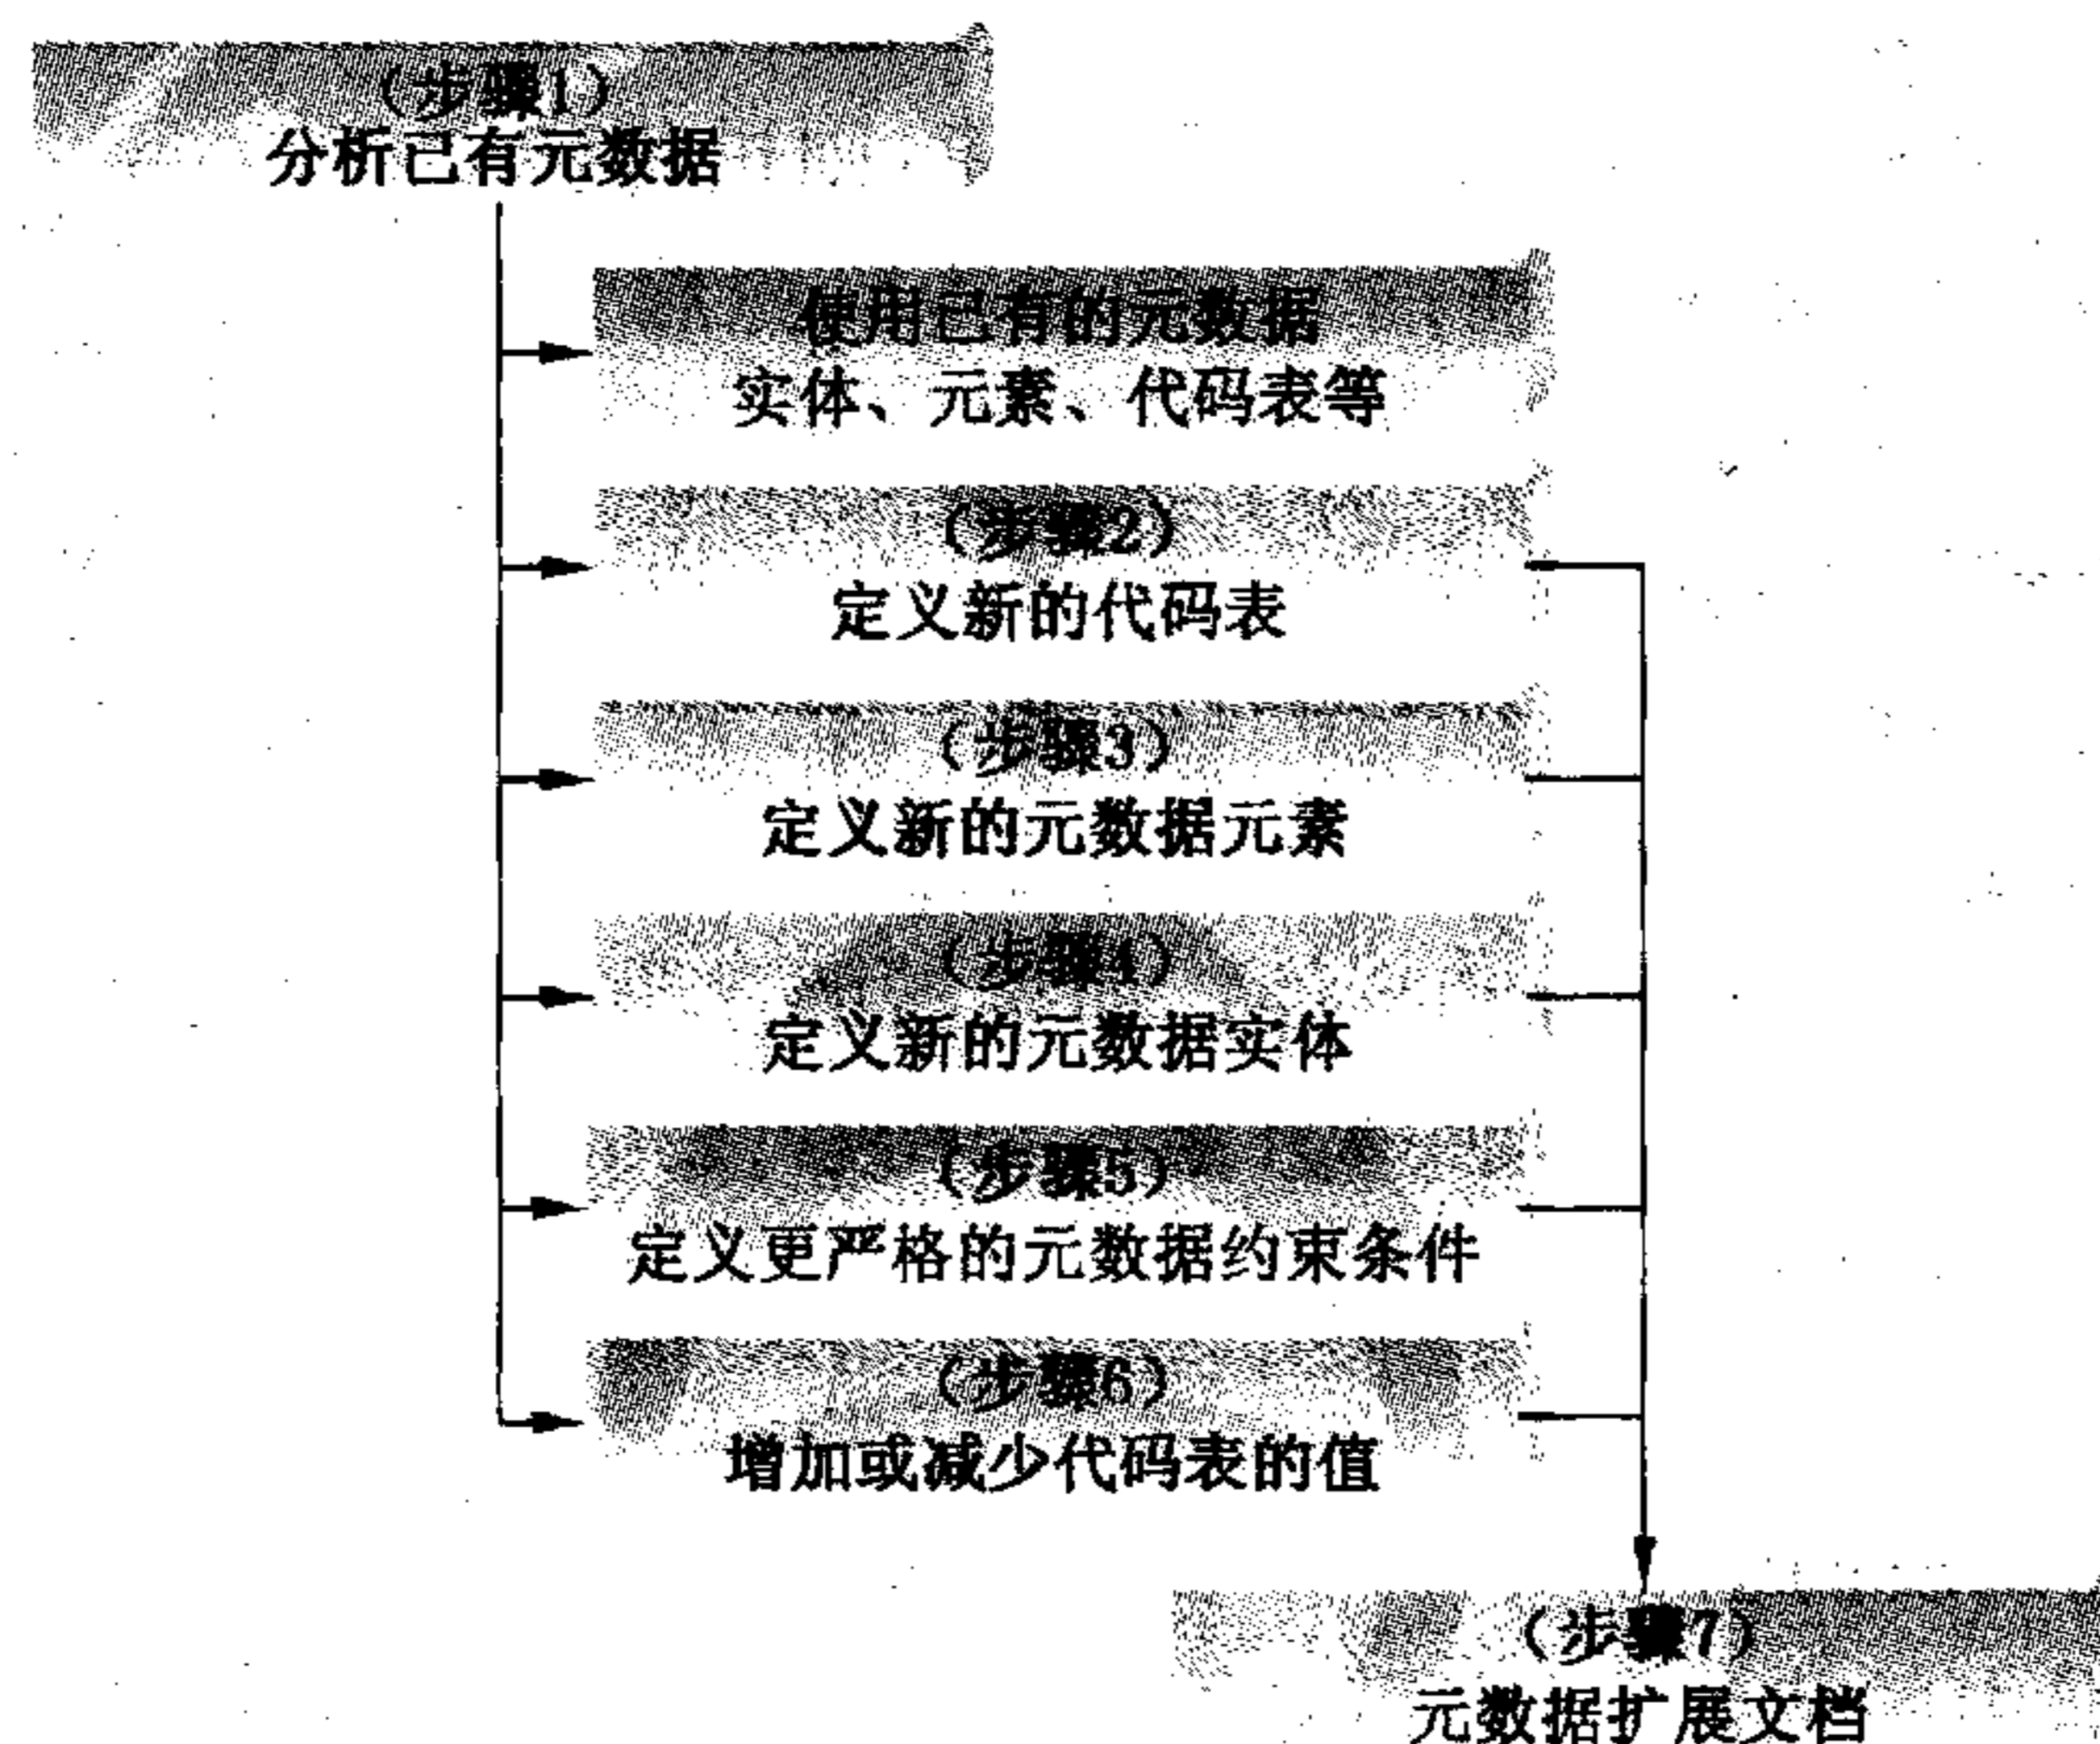 （步骤1）
分析已有元数据
使用已有的元数据
实体、元素、代码表等
（步骤2）
定义新的代码表
（步骤3）
定义新的元数据元素
（步骤4）
定义新的元数据实体
（步骤5）
定义更严格的元数据约束条件
（步骤6）
增加或减少代码表的值
（步骤7）
元数据扩展文档